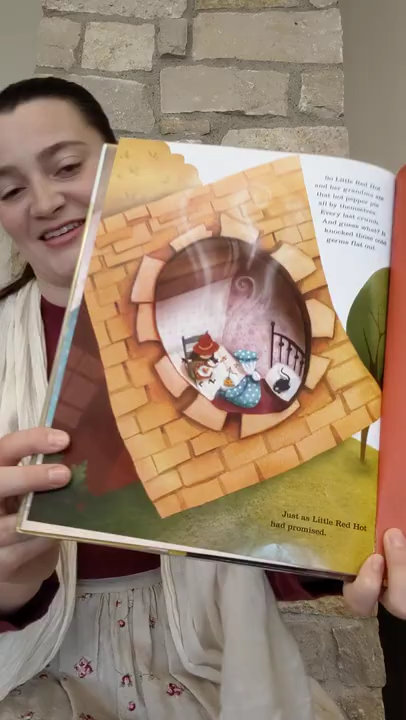 So Little Red Hot
and her grandma ate
that hot pepper pie
all by themselves.
Every last crumb.
And guess what? It
knocked those cold
germs flat out.
Just as Little Red Hot
had promised.